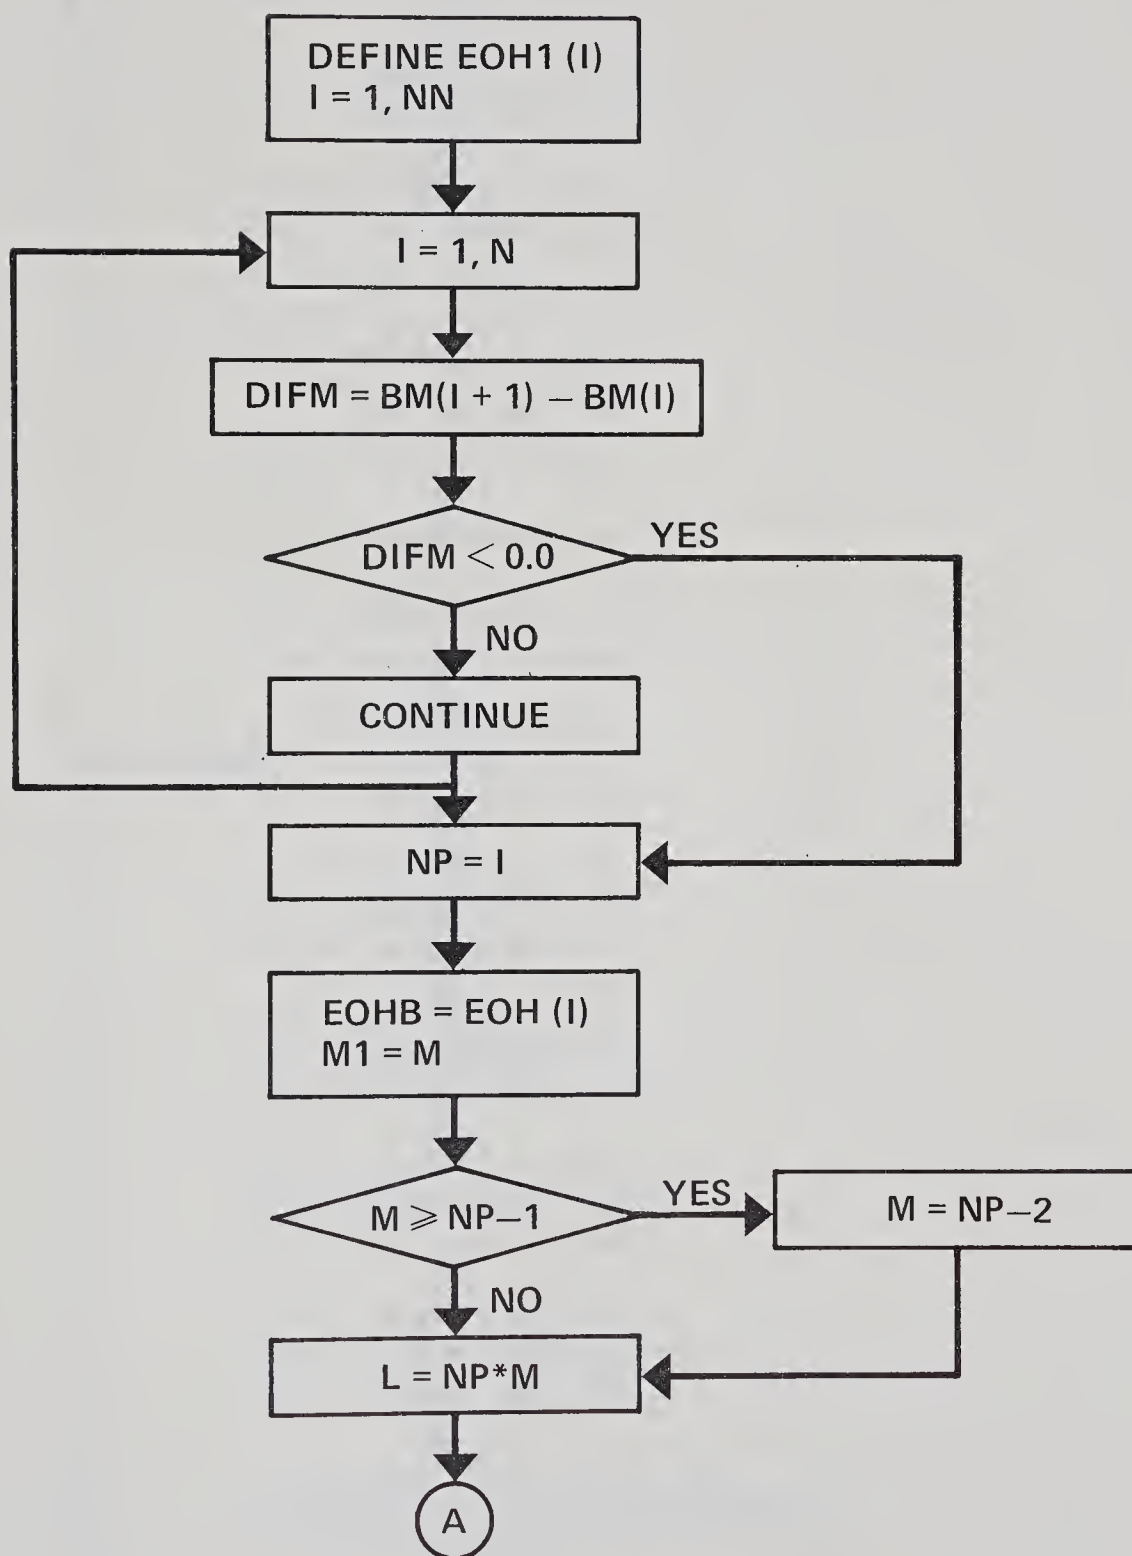 DEFINE EOH1 (I)
I = 1, NN
I = 1, N
DIFM = BM(I + 1) — BM(I)
DIFM < 0.0
YES
NO
CONTINUE
NP = I
EOHB = EOH (I)
M1 = M
M ⩾ NP—1
YES
M = NP—2
NO
L = NP*M
A